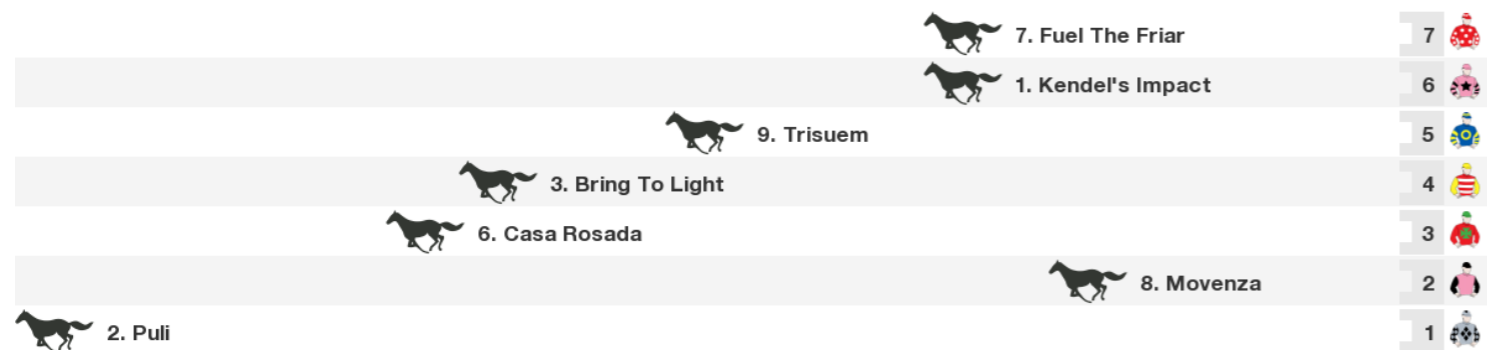 7. Fuel The Friar 7
1. Kendel's Impact 6
9. Trisuem 5
3. Bring To Light 4
6. Casa Rosada 3
8. Movenza 2
2. Puli 1